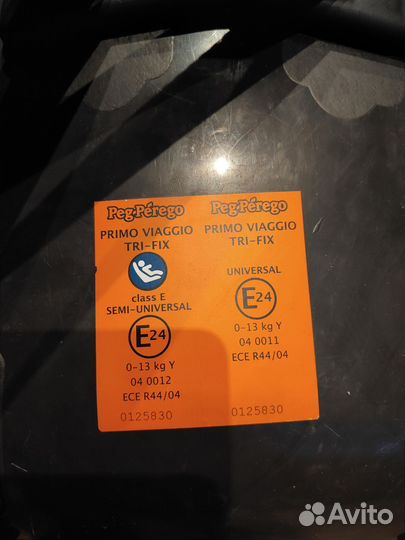 Peg-Pérego
PRIMO VIAGGIO
TRI-FIX
class E
SEMI-UNIVERSAL
E24
0-13 kg Y
04 0012
ECE R44/04
0125830
Peg-Pérego
PRIMO VIAGGIO
TRI-FIX
UNIVERSAL
E24
0-13 kg Y
04 0011
ECE R44/04
0125830
Avito